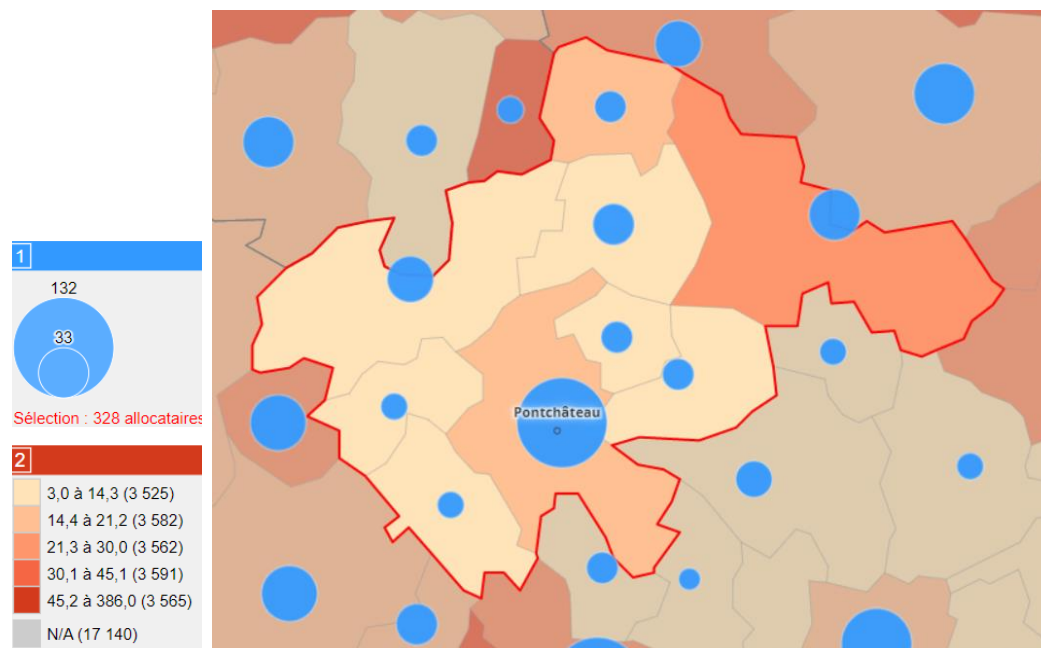 1
132
33
Sélection : 328 allocataires
2
3,0 à 14,3 (3 525)
14,4 à 21,2 (3 582)
21,3 à 30,0 (3 562)
30,1 à 45,1 (3 591)
45,2 à 386,0 (3 565)
N/A (17 140)
Pontchâteau